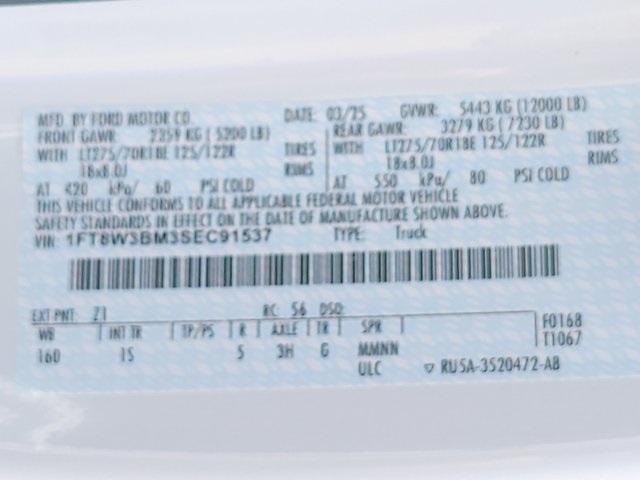 MFD. BY FORD MOTOR CO. DATE: 03/25 GVWR: 5443 KG (12000 LB)
FRONT GAWR: 2359 KG (5200 LB) REAR GAWR: 3279 KG (7230 LB)
WITH LT275/70R18E 125/122R TIRES WITH LT275/70R18E 125/122R TIRES
18x8.0J RIMS 18x8.0J RIMS
AT 420 kPa/ 60 PSI COLD AT 550 kPa/ 80 PSI COLD
THIS VEHICLE CONFORMS TO ALL APPLICABLE FEDERAL MOTOR VEHICLE
SAFETY STANDARDS IN EFFECT ON THE DATE OF MANUFACTURE SHOWN ABOVE.
VIN: 1FT8W3BM3SEC91537 TYPE: Truck
EXT PNT: Z1 RC: 56 DSO: F0168
WB INT TR TP/PS R AXLE TR SPR T1067
160 IS 5 3H G MMNN
ULC ▽ RU5A-3520472-AB